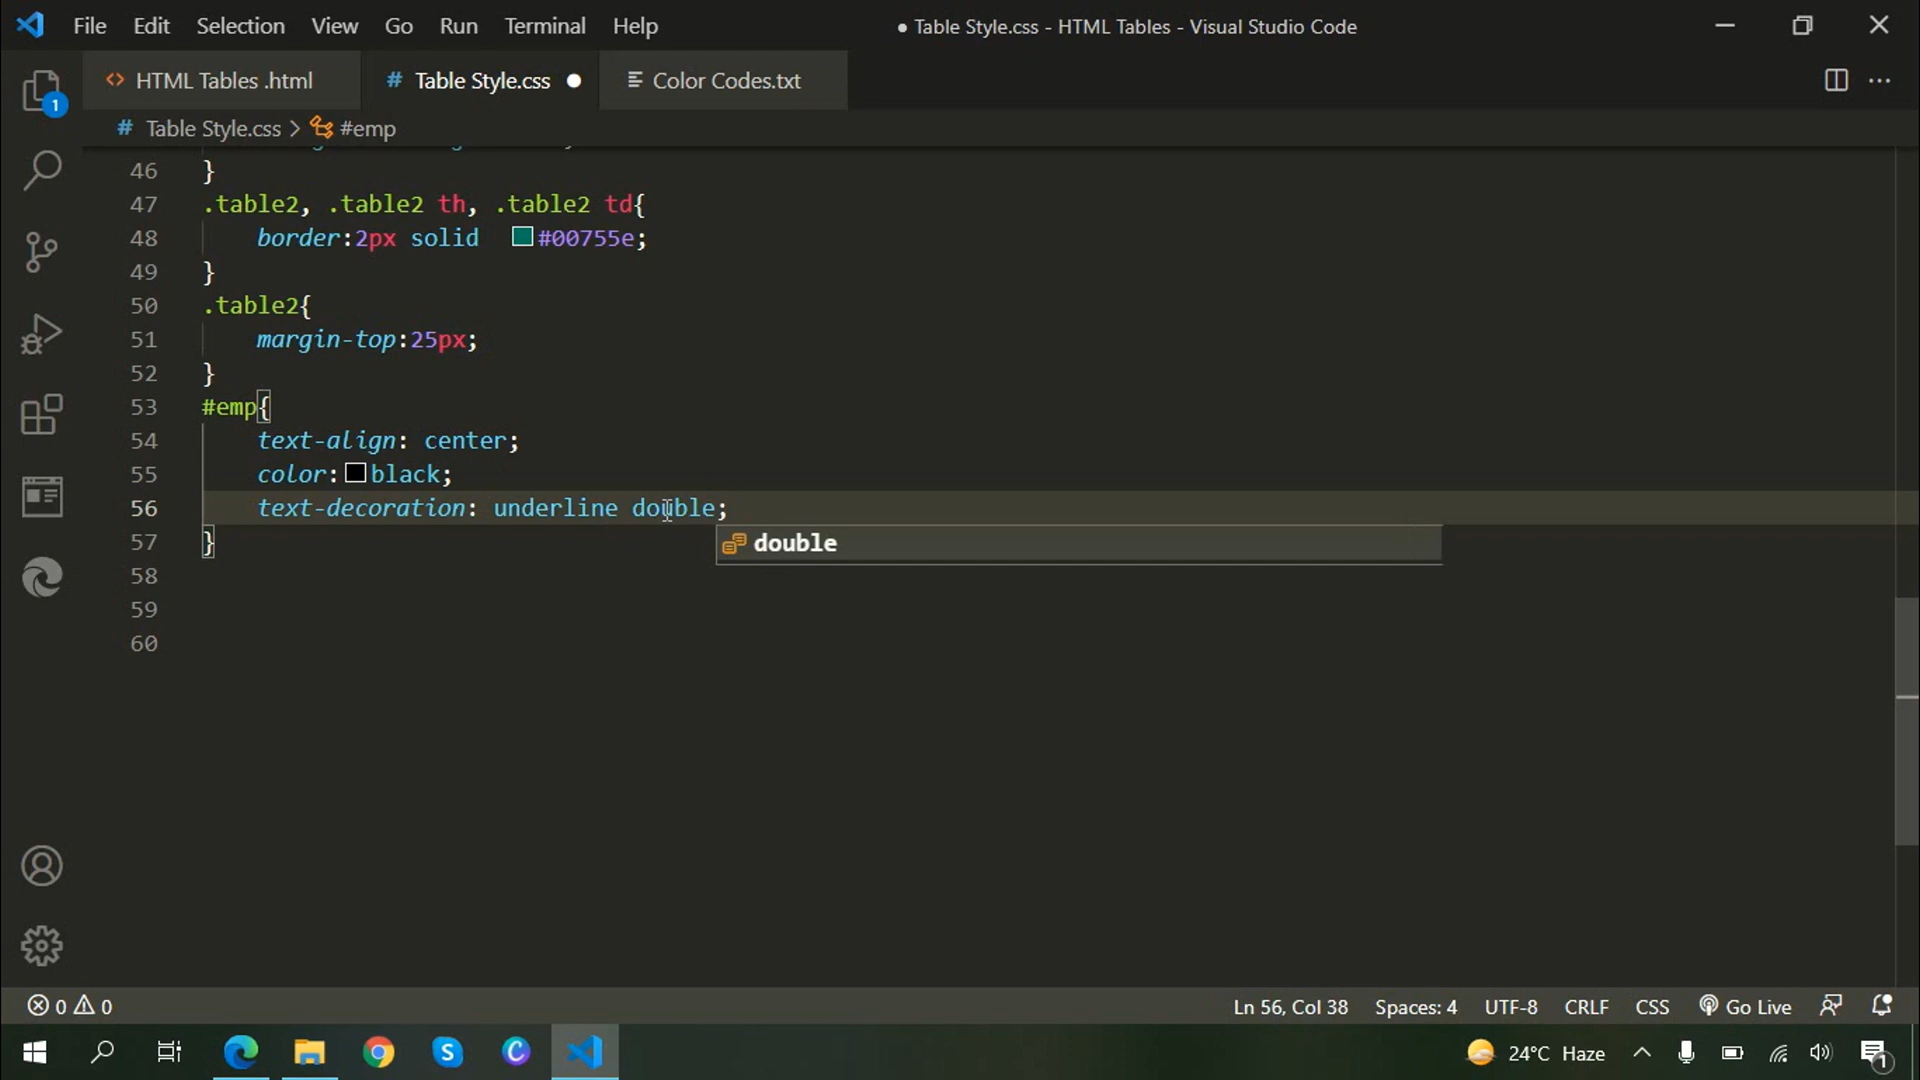 File Edit Selection View Go Run Terminal Help ● Table Style.css - HTML Tables - Visual Studio Code
<> HTML Tables .html # Table Style.css ● Color Codes.txt ...
# Table Style.css > #emp
46 }
47 .table2, .table2 th, .table2 td{
48 border:2px solid #00755e;
49 }
50 .table2{
51 margin-top:25px;
52 }
53 #emp{
54 text-align: center;
55 color:black;
56 text-decoration: underline double;
57 }
double
58
59
60
1
0 0 Ln 56, Col 38 Spaces: 4 UTF-8 CRLF CSS Go Live
24°C Haze 1